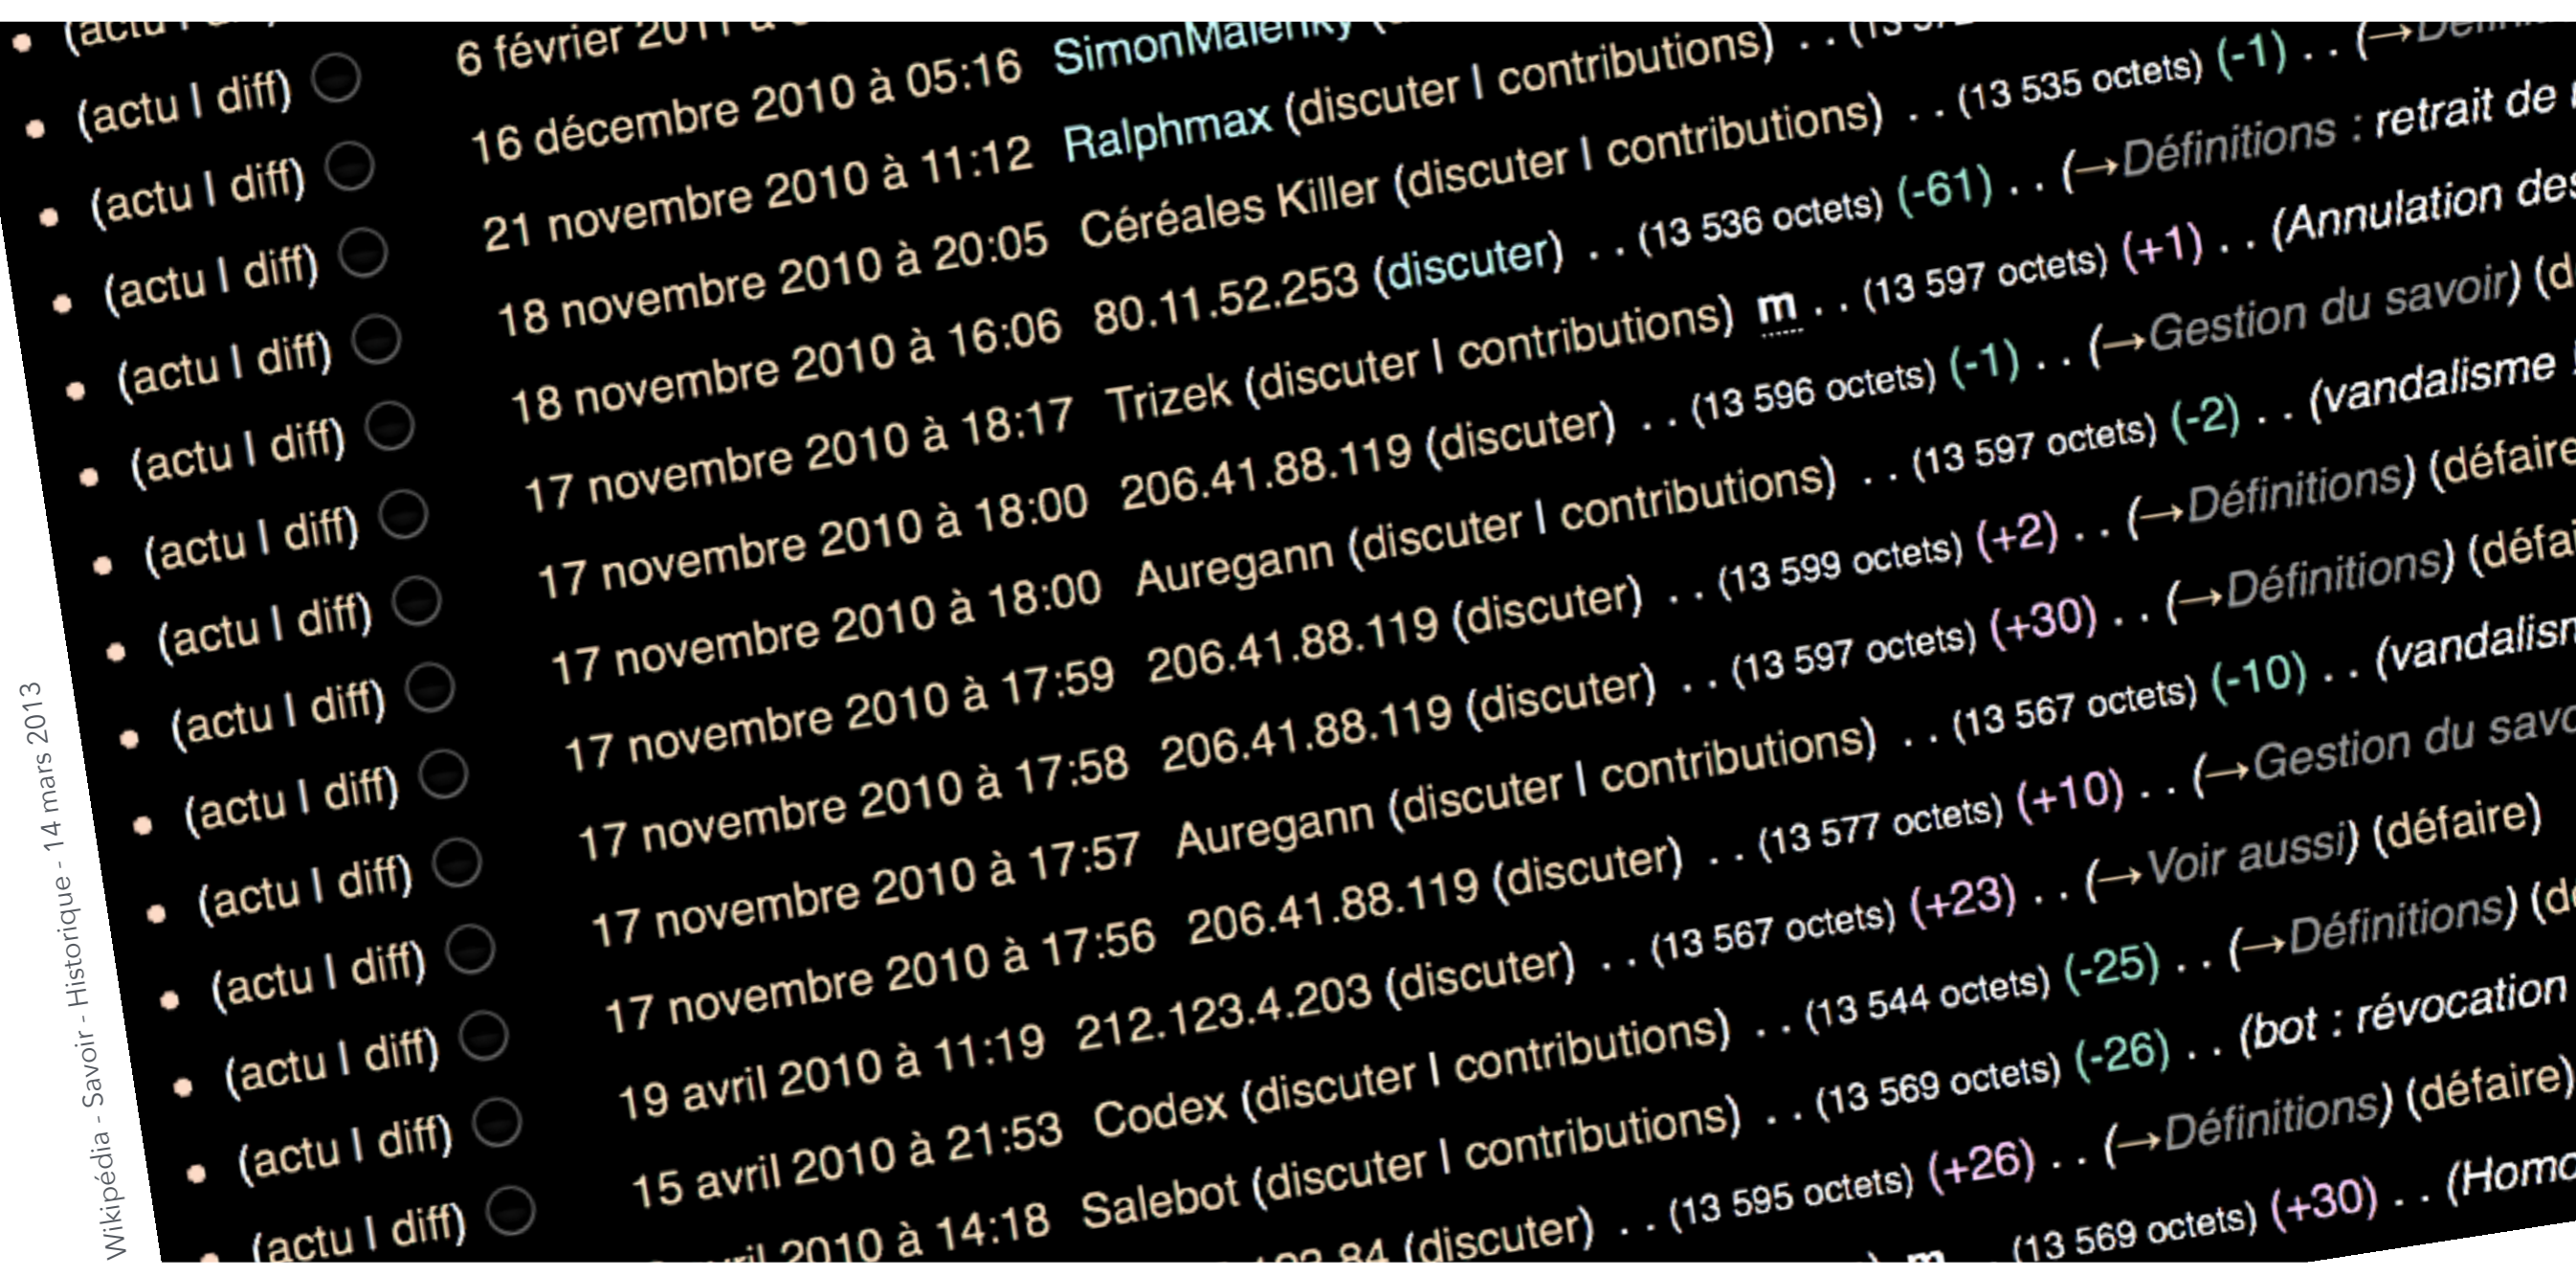 (actu
(actu | diff) 6 février 2011 à
(actu | diff) 16 décembre 2010 à 05:16 SimonMalenky (
(actu | diff) 21 novembre 2010 à 11:12 Ralphmax (discuter | contributions) . . (13
(actu | diff) 18 novembre 2010 à 20:05 Céréales Killer (discuter | contributions) . . (13 535 octets) (-1) . . (→
(actu | diff) 18 novembre 2010 à 16:06 80.11.52.253 (discuter) . . (13 536 octets) (-61) . . (→Définitions : retrait de
(actu | diff) 17 novembre 2010 à 18:17 Trizek (discuter | contributions) m . . (13 597 octets) (+1) . . (Annulation des
(actu | diff) 17 novembre 2010 à 18:00 206.41.88.119 (discuter) . . (13 596 octets) (-1) . . (→Gestion du savoir) (d
(actu | diff) 17 novembre 2010 à 18:00 Auregann (discuter | contributions) . . (13 597 octets) (-2) . . (vandalisme
(actu | diff) 17 novembre 2010 à 17:59 206.41.88.119 (discuter) . . (13 599 octets) (+2) . . (→Définitions) (défaire
(actu | diff) 17 novembre 2010 à 17:58 206.41.88.119 (discuter) . . (13 597 octets) (+30) . . (→Définitions) (défai
(actu | diff) 17 novembre 2010 à 17:57 Auregann (discuter | contributions) . . (13 567 octets) (-10) . . (vandalism
(actu | diff) 17 novembre 2010 à 17:56 206.41.88.119 (discuter) . . (13 577 octets) (+10) . . (→Gestion du savo
(actu | diff) 19 avril 2010 à 11:19 212.123.4.203 (discuter) . . (13 567 octets) (+23) . . (→Voir aussi) (défaire)
(actu | diff) 15 avril 2010 à 21:53 Codex (discuter | contributions) . . (13 544 octets) (-25) . . (→Définitions) (dé
avril 2010 à 14:18 Salebot (discuter | contributions) . . (13 569 octets) (-26) . . (bot : révocation
84 (discuter) . . (13 595 octets) (+26) . . (→Définitions) (défaire)
m . . (13 569 octets) (+30) . . (Homo
Wikipédia - Savoir - Historique - 14 mars 2013